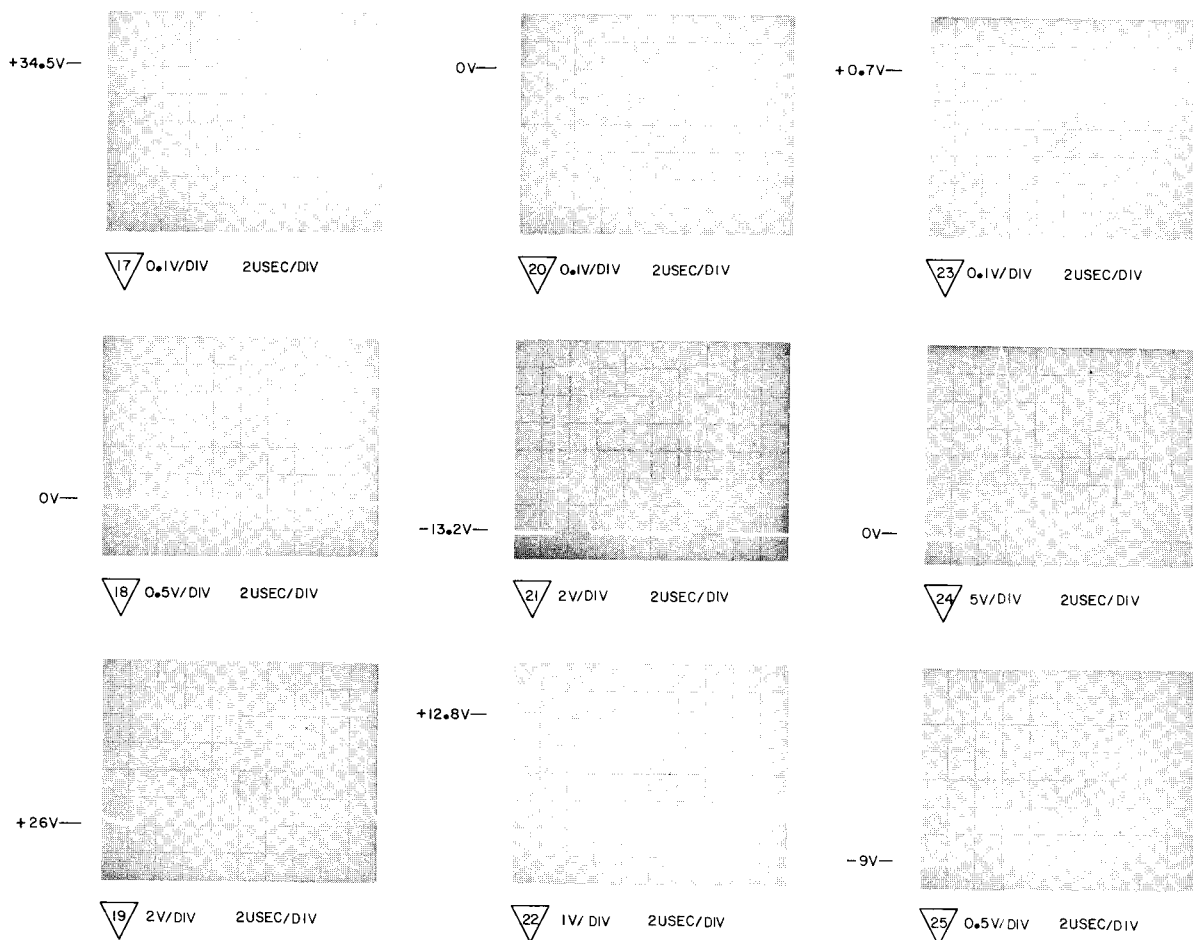 +34.5V
0V
+0.7V
17 0.1V/DIV 2USEC/DIV
20 0.1V/DIV 2USEC/DIV
23 0.1V/DIV 2USEC/DIV
0V
-13.2V
0V
18 0.5V/DIV 2USEC/DIV
21 2V/DIV 2USEC/DIV
24 5V/DIV 2USEC/DIV
+26V
+12.8V
-9V
19 2V/DIV 2USEC/DIV
22 1V/DIV 2USEC/DIV
25 0.5V/DIV 2USEC/DIV